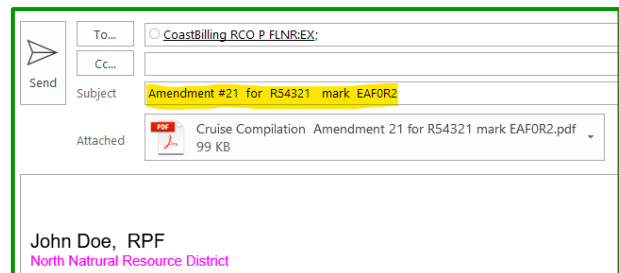 To...
CoastBilling RCO P FLNR:EX;
Cc...
Send
Subject
Amendment #21 for R54321 mark EAF0R2
Attached
PDF
Cruise Compilation Amendment 21 for R54321 mark EAF0R2.pdf
99 KB
John Doe, RPF
North Natrural Resource District